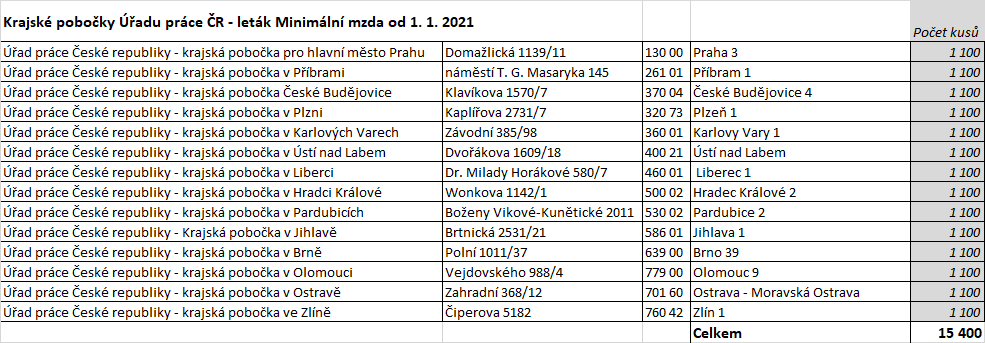 Krajské pobočky Úřadu práce ČR - leták Minimální mzda od 1. 1. 2021 Počet kusů
Úřad práce České republiky - krajská pobočka pro hlavní město Prahu Domažlická 1139/11 130 00 Praha 3 1 100
Úřad práce České republiky - krajská pobočka v Příbrami náměstí T. G. Masaryka 145 261 01 Příbram 1 1 100
Úřad práce České republiky - krajská pobočka České Budějovice Klavíkova 1570/7 370 04 České Budějovice 4 1 100
Úřad práce České republiky - krajská pobočka v Plzni Kaplířova 2731/7 320 73 Plzeň 1 1 100
Úřad práce České republiky - krajská pobočka v Karlových Varech Závodní 385/98 360 01 Karlovy Vary 1 1 100
Úřad práce České republiky - krajská pobočka v Ústí nad Labem Dvořákova 1609/18 400 21 Ústí nad Labem 1 100
Úřad práce České republiky - krajská pobočka v Liberci Dr. Milady Horákové 580/7 460 01 Liberec 1 1 100
Úřad práce České republiky - krajská pobočka v Hradci Králové Wonkova 1142/1 500 02 Hradec Králové 2 1 100
Úřad práce České republiky - krajská pobočka v Pardubicích Boženy Vikové-Kunětické 2011 530 02 Pardubice 2 1 100
Úřad práce České republiky - Krajská pobočka v Jihlavě Brtnická 2531/21 586 01 Jihlava 1 1 100
Úřad práce České republiky - krajská pobočka v Brně Polní 1011/37 639 00 Brno 39 1 100
Úřad práce České republiky - krajská pobočka v Olomouci Vejdovského 988/4 779 00 Olomouc 9 1 100
Úřad práce České republiky - krajská pobočka v Ostravě Zahradní 368/12 701 60 Ostrava - Moravská Ostrava 1 100
Úřad práce České republiky - krajská pobočka ve Zlíně Čiperova 5182 760 42 Zlín 1 1 100
Celkem 15 400